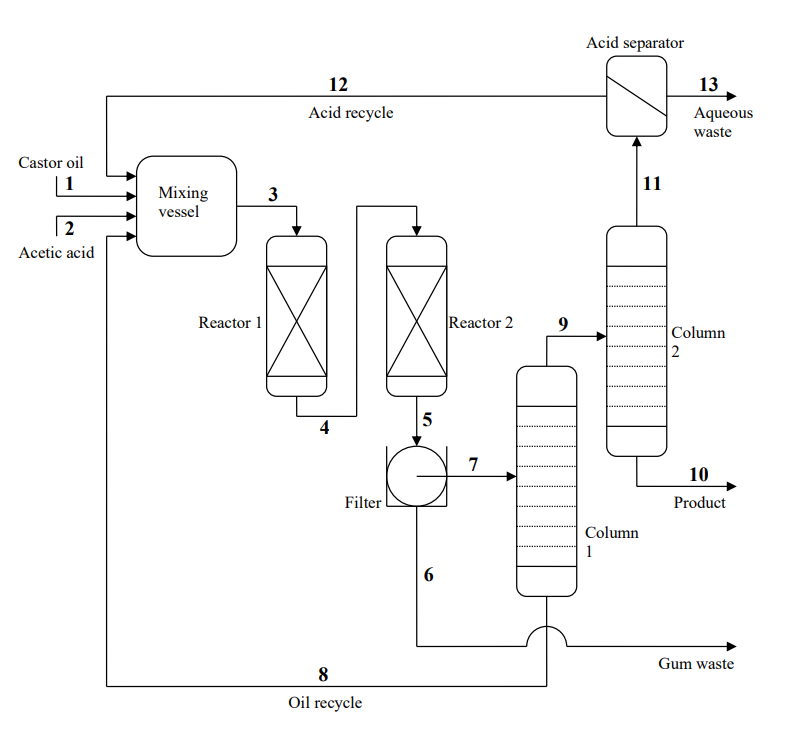 Acid separator
12
13
Acid recycle
Aqueous
waste
Castor oil
1
Mixing
vessel
3
11
2
Acetic acid
Reactor 1
Reactor 2
9
Column
2
4
5
7
10
Filter
Product
Column
1
6
Gum waste
8
Oil recycle